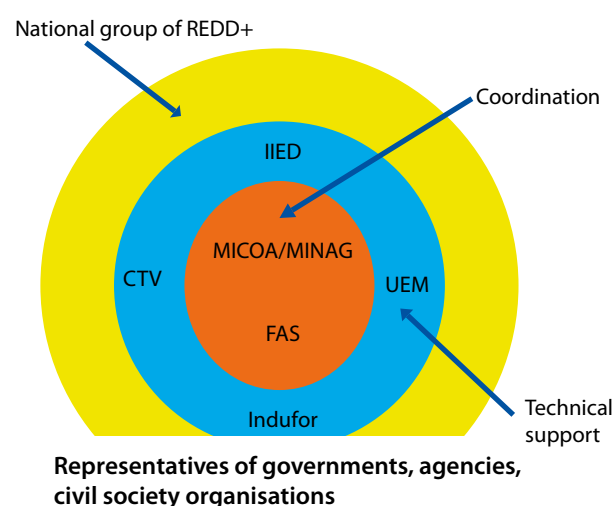 National group of REDD+
Coordination
IIED
MICOA/MINAG
CTV
UEM
FAS
Technical
support
Indufor
Representatives of governments, agencies,
civil society organisations